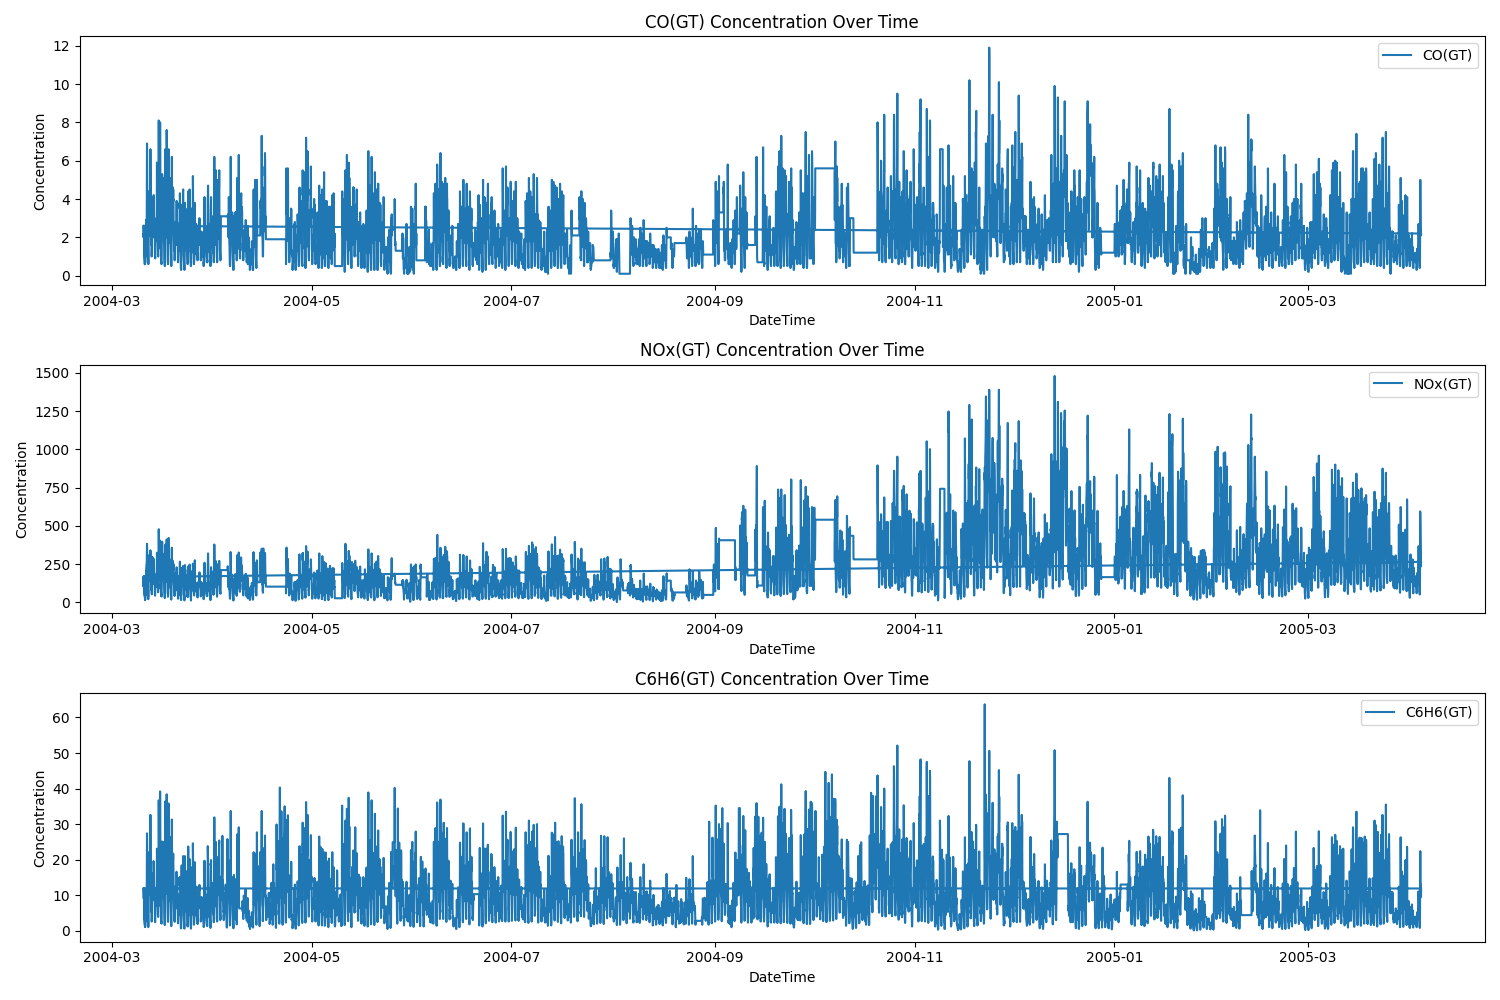 CO(GT) Concentration Over Time
12
10
8
6
4
2
0
Concentration
CO(GT)
2004-03 2004-05 2004-07 2004-09 2004-11 2005-01 2005-03
DateTime
NOx(GT) Concentration Over Time
1500
1250
1000
750
500
250
0
Concentration
NOx(GT)
2004-03 2004-05 2004-07 2004-09 2004-11 2005-01 2005-03
DateTime
C6H6(GT) Concentration Over Time
60
50
40
30
20
10
0
Concentration
C6H6(GT)
2004-03 2004-05 2004-07 2004-09 2004-11 2005-01 2005-03
DateTime